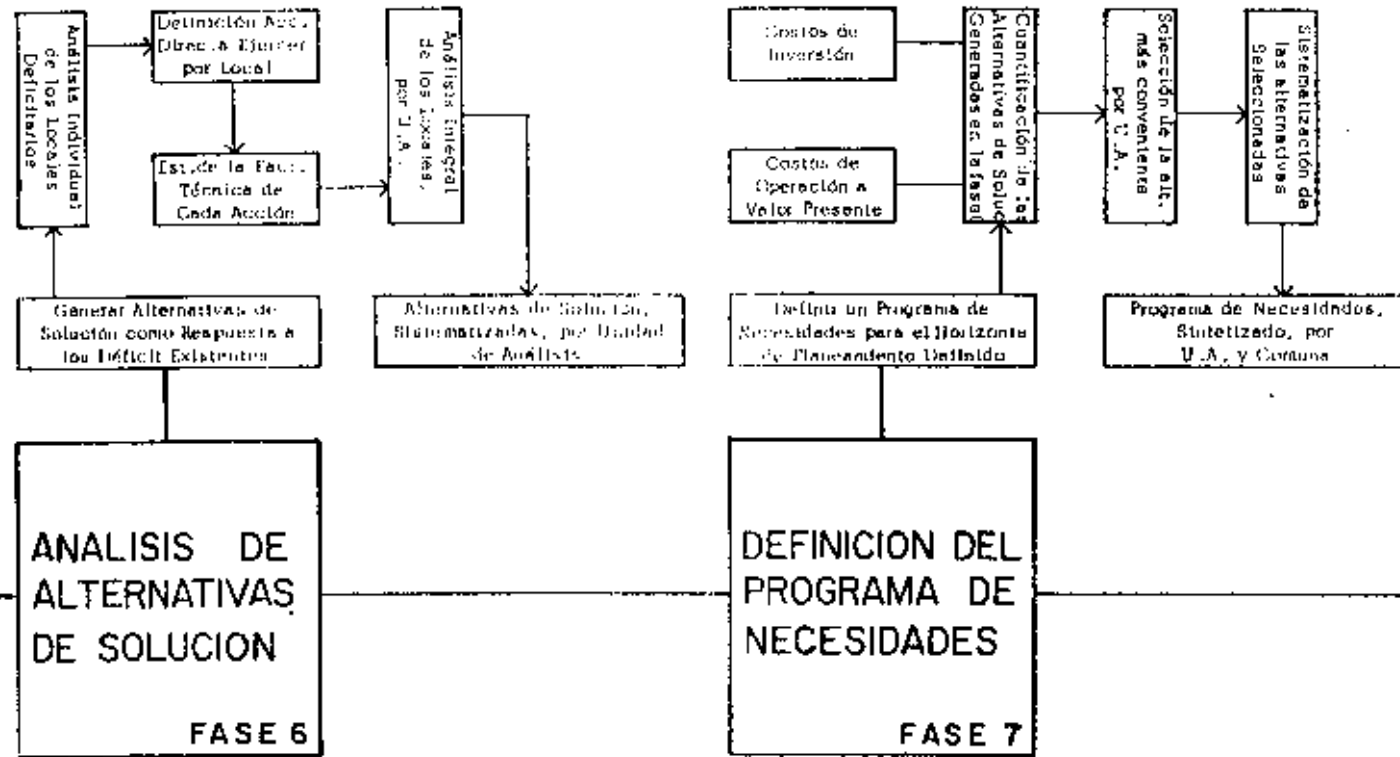 Análisis Individual
de los Locales
Deficitarios
Definición Acc.
Directa Ejercer
por Local
Est. de la Fact.
Técnica de
Cada Acción
Análisis Integral
de los Locales,
por U.A.
Generar Alternativas de
Solución como Respuesta a
los Déficit Existentes
Alternativas de Solución,
Sistematizadas, por Unidad
de Análisis
ANALISIS DE
ALTERNATIVAS
DE SOLUCION
FASE 6
Costos de
Inversión
Costos de
Operación a
Valor Presente
Cuantificación de las
Alternativas de Soluc
Generadas en la fase
Selección de la alt.
más conveniente
por U.A.
Sistematización de
las alternativas
Seleccionadas
un Programa de
Necesidades para el Horizonte
de Planeamiento Definido
Programa de Necesidades,
Sintetizado, por
U.A. y Comuna
DEFINICION DEL
PROGRAMA DE
NECESIDADES
FASE 7